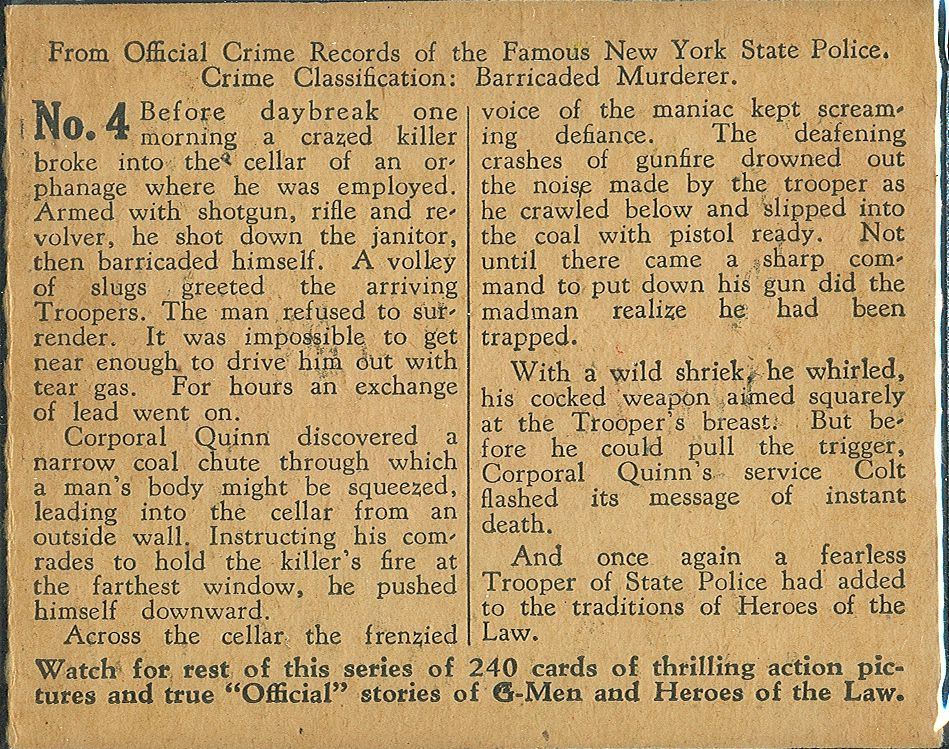 From Official Crime Records of the Famous New York State Police.
Crime Classification: Barricaded Murderer.
No. 4 Before daybreak one
morning a crazed killer
broke into the cellar of an or-
phanage where he was employed.
Armed with shotgun, rifle and re-
volver, he shot down the janitor,
then barricaded himself. A volley
of slugs greeted the arriving
Troopers. The man refused to sur-
render. It was impossible to get
near enough to drive him out with
tear gas. For hours an exchange
of lead went on.
Corporal Quinn discovered a
narrow coal chute through which
a man's body might be squeezed,
leading into the cellar from an
outside wall. Instructing his com-
rades to hold the killer's fire at
the farthest window, he pushed
himself downward.
Across the cellar the frenzied
voice of the maniac kept scream-
ing defiance. The deafening
crashes of gunfire drowned out
the noise made by the trooper as
he crawled below and slipped into
the coal with pistol ready. Not
until there came a sharp com-
mand to put down his gun did the
madman realize he had been
trapped.
With a wild shriek, he whirled,
his cocked weapon aimed squarely
at the Trooper's breast. But be-
fore he could pull the trigger,
Corporal Quinn's service Colt
flashed its message of instant
death.
And once again a fearless
Trooper of State Police had added
to the traditions of Heroes of the
Law.
Watch for rest of this series of 240 cards of thrilling action pic-
tures and true "Official" stories of G-Men and Heroes of the Law.